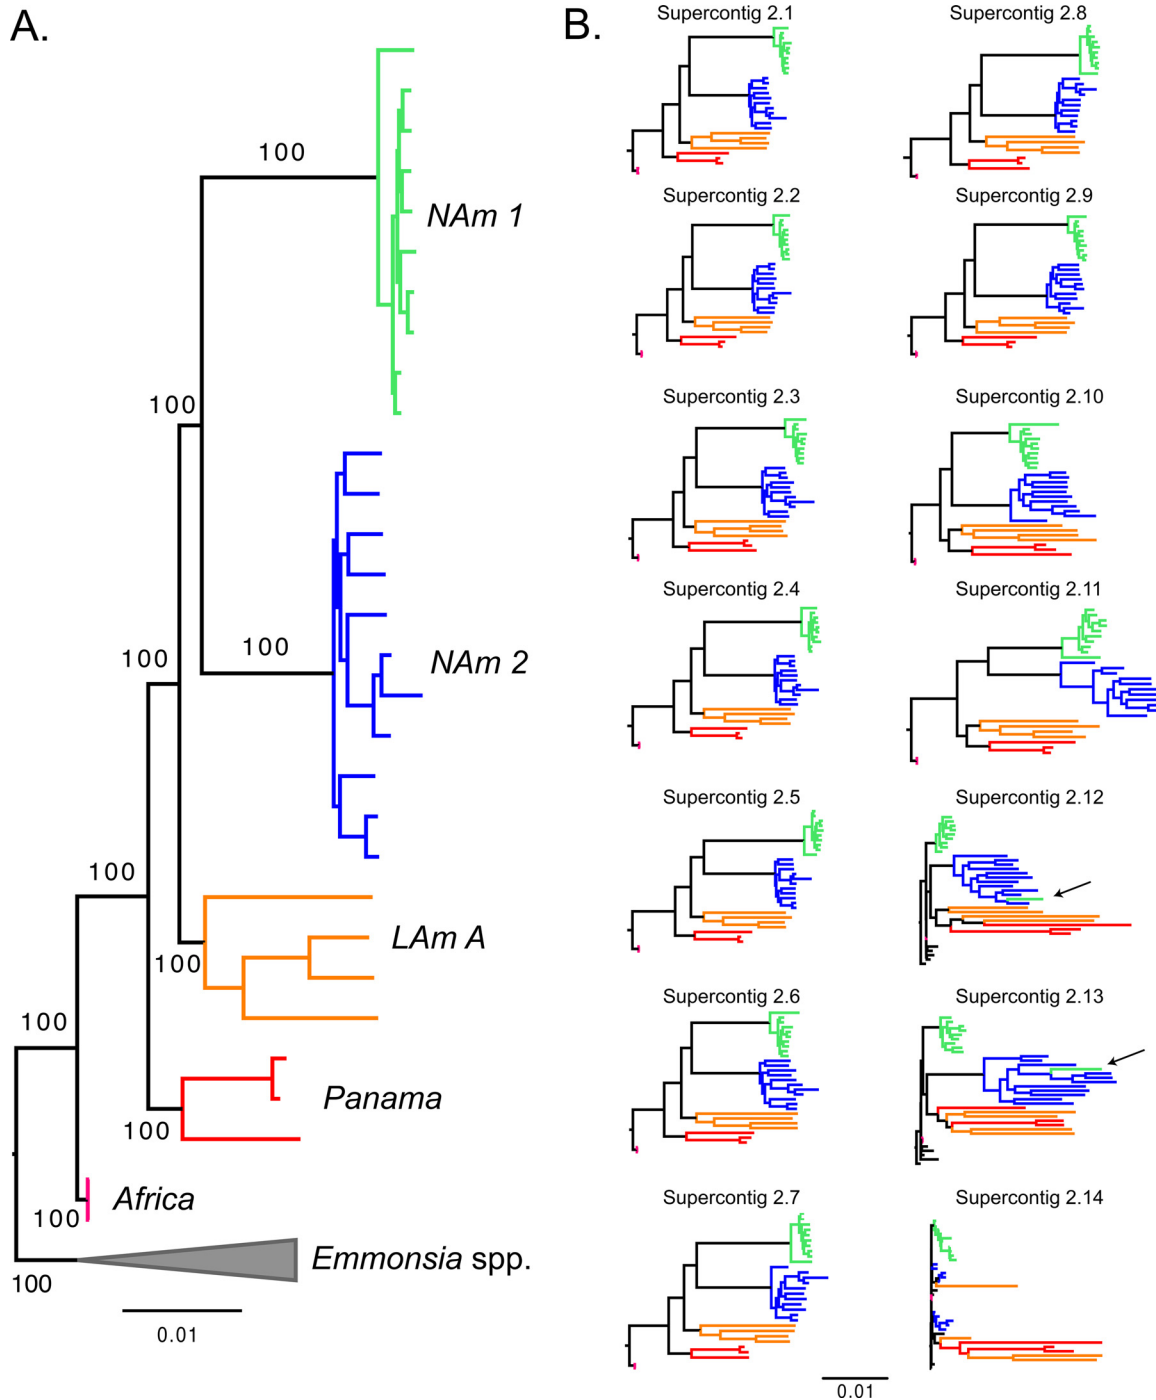 A.
100
NAm 1
100
100
100
NAm 2
100
LAm A
100
100
Panama
100
Africa
100
Emmonsia spp.
100
0.01
B.
Supercontig 2.1
Supercontig 2.2
Supercontig 2.3
Supercontig 2.4
Supercontig 2.5
Supercontig 2.6
Supercontig 2.7
Supercontig 2.8
Supercontig 2.9
Supercontig 2.10
Supercontig 2.11
Supercontig 2.12
Supercontig 2.13
Supercontig 2.14
0.01